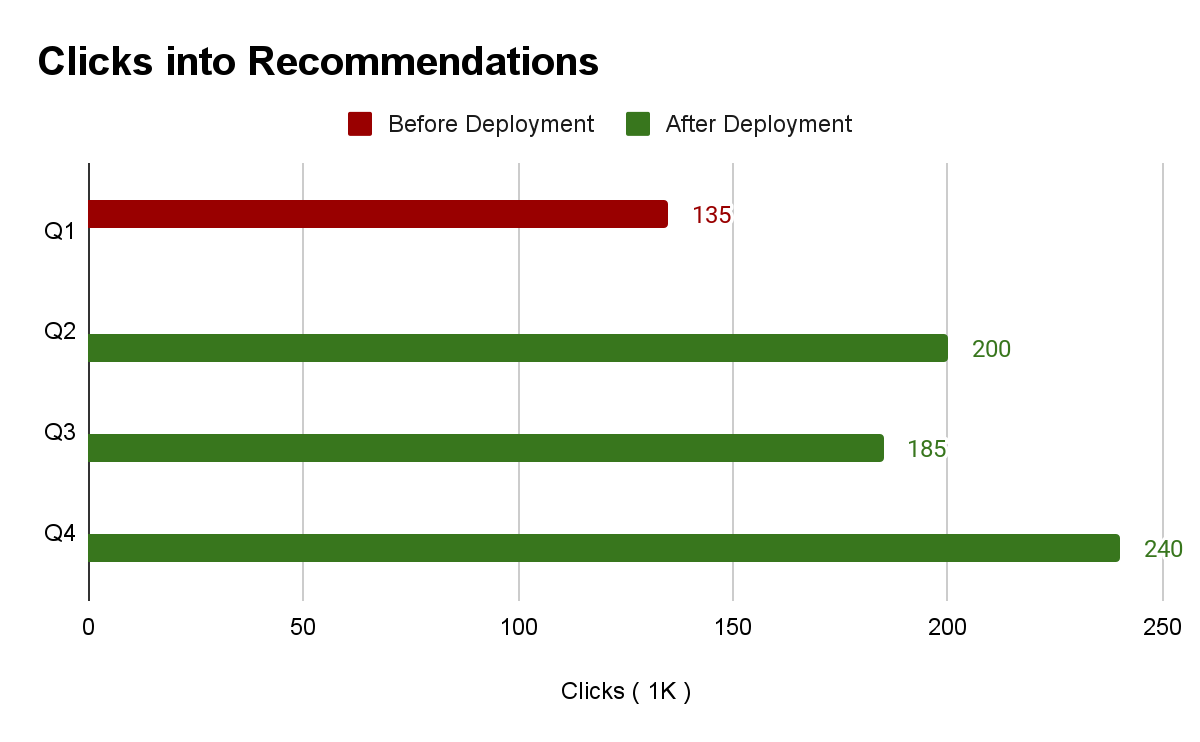 Clicks into Recommendations
Before Deployment After Deployment
Q1 135
Q2 200
Q3 185
Q4 240
0 50 100 150 200 250
Clicks ( 1K )